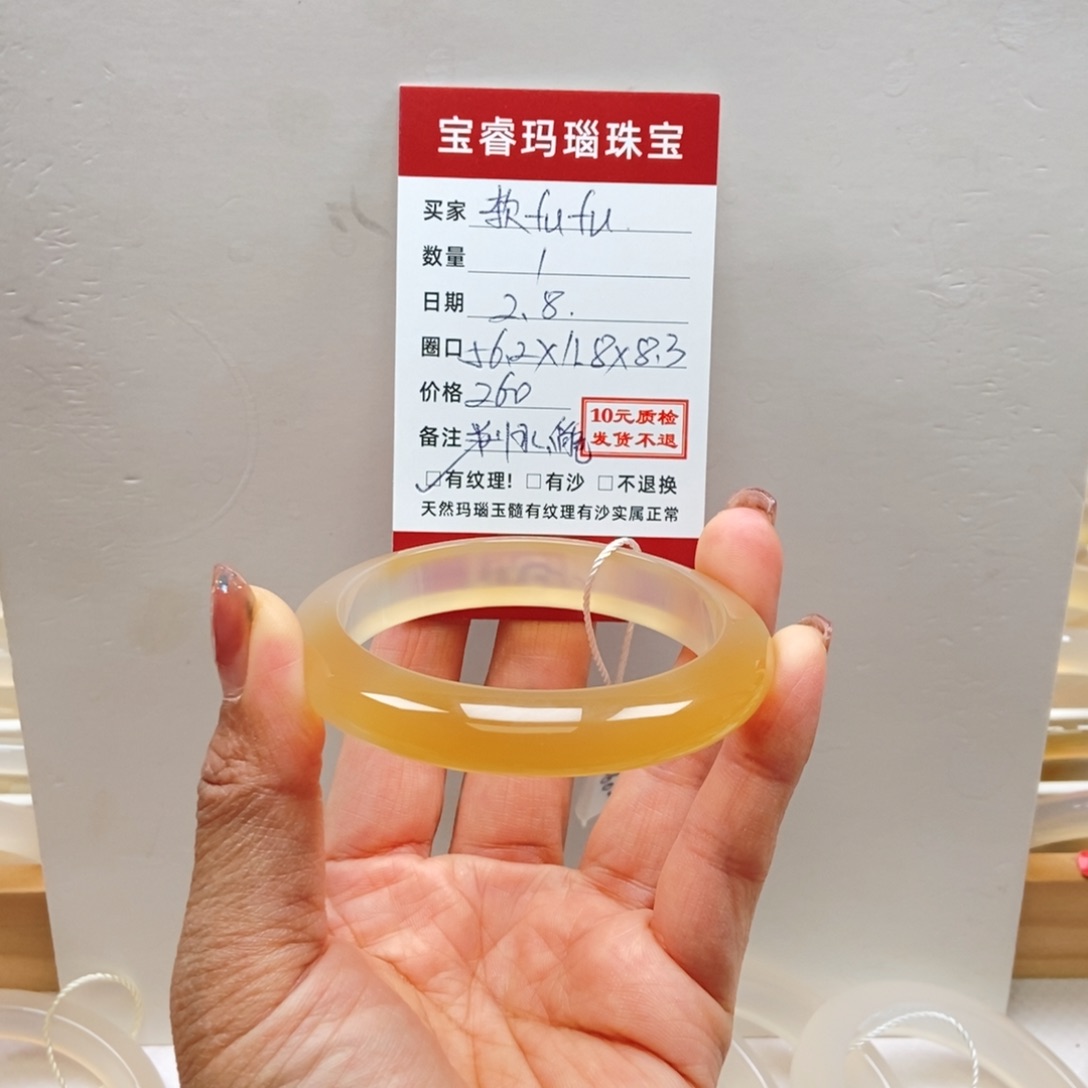 宝睿玛瑙珠宝
买家 款fufu.
数量 1
日期 2.8.
圈口 56.2X11.8X8.3
价格 260
10元质检
发货不退
备注
☑有纹理! □有沙 □不退换
天然玛瑙玉髓有纹理有沙实属正常